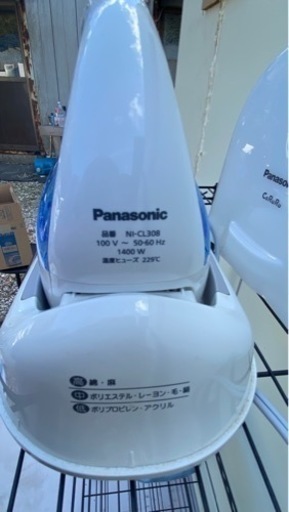 Panasonic
品番 NI-CL308
100 V ～ 50-60 Hz
1400 W
温度ヒューズ 229℃
高 綿・麻
中 ポリエステル・レーヨン・毛・絹
低 ポリプロピレン・アクリル
Panaso
CaRuRu